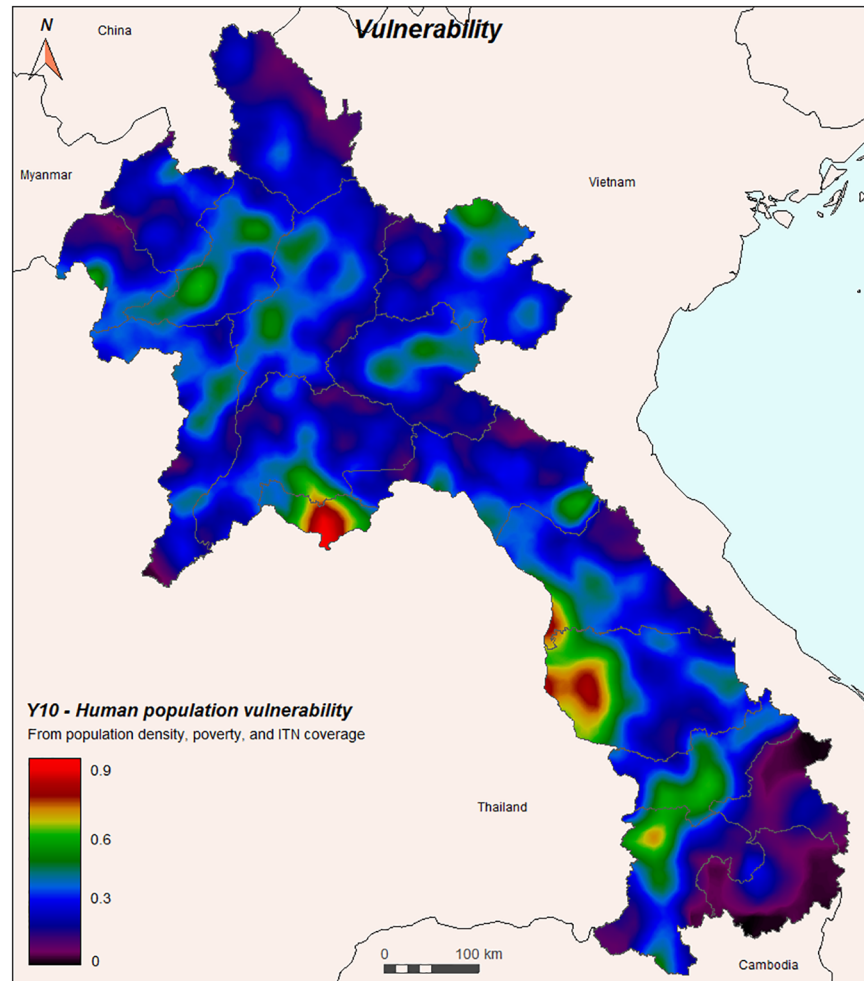 Vulnerability
N
China
Myanmar
Vietnam
Y10 - Human population vulnerability
From population density, poverty, and ITN coverage
0.9
0.6
0.3
0
Thailand
0 100 km
Cambodia